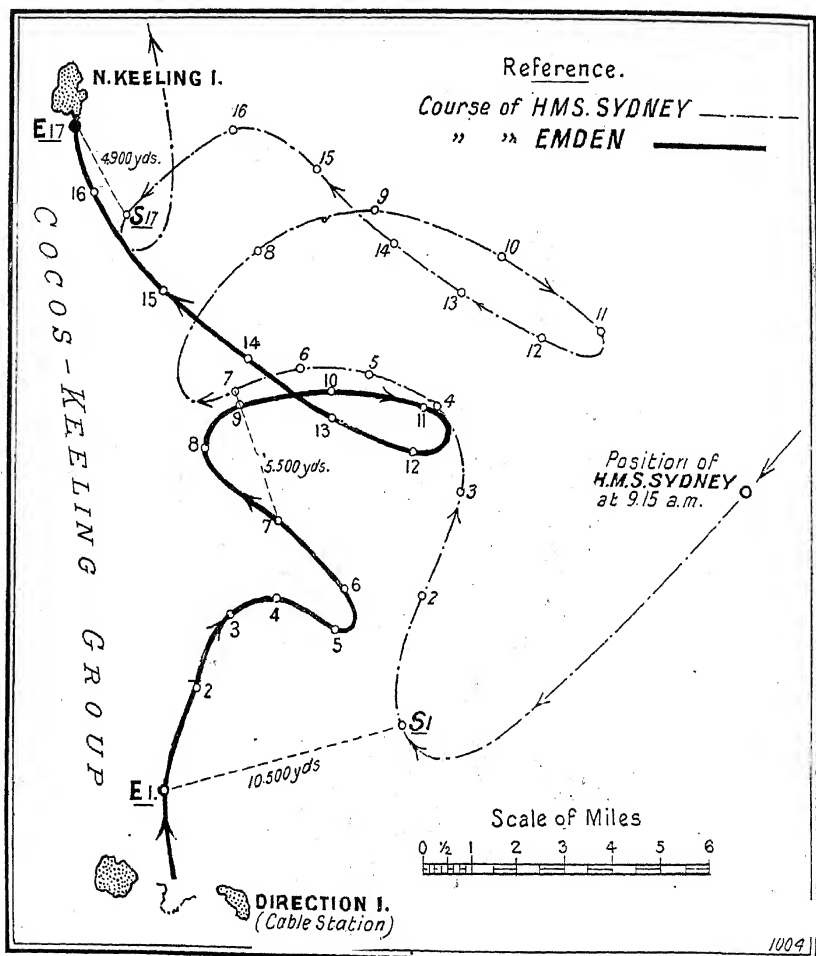 N. KEELING I.
Reference.
Course of HMS. SYDNEY
" " EMDEN
E17
4.900 yds.
S17
16
15
14
13
12
11
10
9
8
7
6
5
4
3
2
S1
16
15
14
13
12
11
10
9
8
7
6
5
4
3
2
E1.
5.500 yds.
10.500 yds
Position of
H.M.S. SYDNEY
at 9.15 a.m.
COCOS-KEELING GROUP
Scale of Miles
0 ½ 1 2 3 4 5 6
DIRECTION I.
(Cable Station)
1004